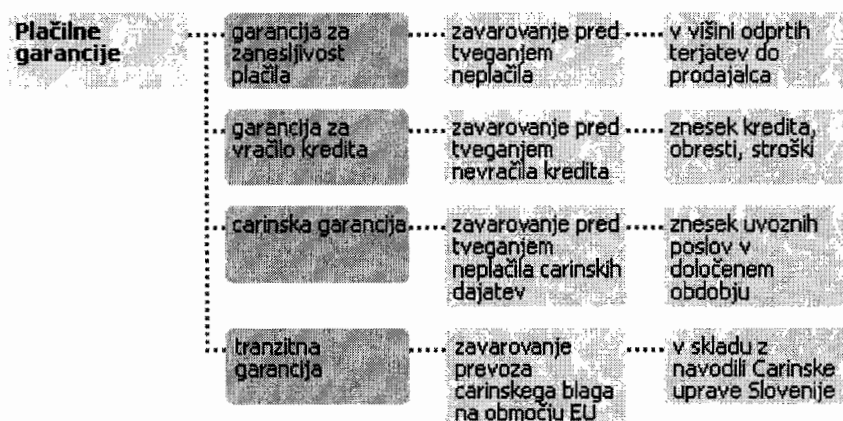 Plačilne
garancije
garancija za
zanesljivost
plačila
zavarovanje pred
tveganjem
neplačila
v višini odprtih
terjatev do
prodajalca
garancija za
vračilo kredita
zavarovanje pred
tveganjem
nevračila kredita
znesek kredita,
obresti, stroški
carinska garancija
zavarovanje pred
tveganjem
neplačila carinskih
dajatev
znesek uvoznih
poslov v
določenem
obdobju
tranzitna
garancija
zavarovanje
prevoza
carinskega blaga
na območju EU
v skladu z
navodili Carinske
uprave Slovenije